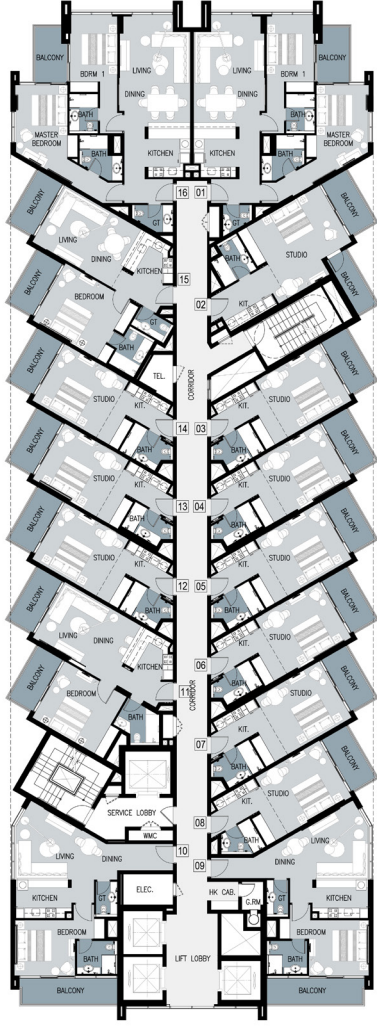 BALCONY
BDRM 1
LIVING
LIVING
BDRM 1
BALCONY
DINING
DINING
MASTER
BEDROOM
BATH
BATH
MASTER
BEDROOM
BATH
KITCHEN
KITCHEN
BATH
BALCONY
16
01
BALCONY
GT
GT
LIVING
DINING
KITCHEN
BATH
STUDIO
BALCONY
15
BALCONY
BEDROOM
02
KIT.
GT
BATH
TEL.
CORRIDOR
BALCONY
STUDIO
KIT.
KIT.
STUDIO
BALCONY
14
03
BATH
BATH
BALCONY
STUDIO
KIT.
KIT.
STUDIO
BALCONY
13
04
BATH
BATH
BALCONY
STUDIO
KIT.
KIT.
STUDIO
BALCONY
12
05
BATH
BATH
BALCONY
LIVING
DINING
KITCHEN
KIT.
STUDIO
BALCONY
06
BALCONY
BEDROOM
11
CORRIDOR
BATH
BATH
KIT.
STUDIO
BALCONY
07
BATH
SERVICE LOBBY
WMC
KIT.
STUDIO
BALCONY
08
BATH
LIVING
DINING
10
09
DINING
LIVING
KITCHEN
GT
ELEC.
HK CAB.
G.RM
GT
KITCHEN
BEDROOM
BATH
LIFT LOBBY
BATH
BEDROOM
BALCONY
BALCONY